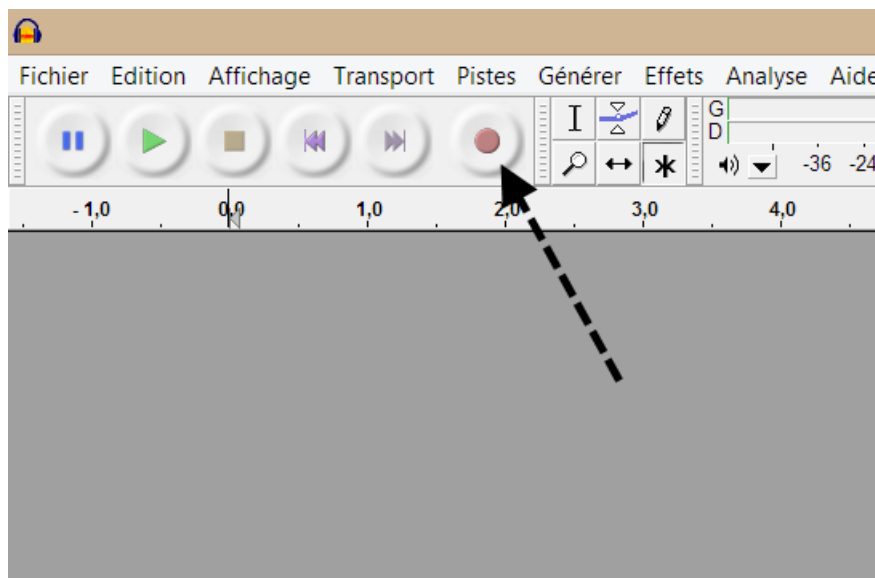 Fichier Edition Affichage Transport Pistes Générer Effets Analyse Aide
G
D
-36 -24
- 1,0 0,0 1,0 2,0 3,0 4,0